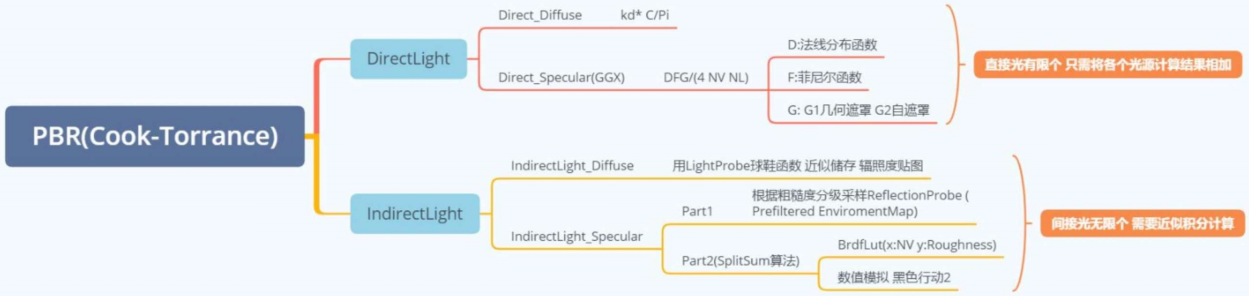 PBR(Cook-Torrance)
DirectLight
Direct_Diffuse
kd* C/Pi
Direct_Specular(GGX)
DFG/(4 NV NL)
D:法线分布函数
F:菲尼尔函数
G: G1几何遮罩 G2自遮罩
直接光有限个 只需将各个光源计算结果相加
IndirectLight
IndirectLight_Diffuse
用LightProbe球鞋函数 近似储存 辐照度贴图
IndirectLight_Specular
Part1
根据粗糙度分级采样ReflectionProbe (
Prefiltered EnviromentMap)
Part2(SplitSum算法)
BrdfLut(x:NV y:Roughness)
数值模拟 黑色行动2
间接光无限个 需要近似积分计算